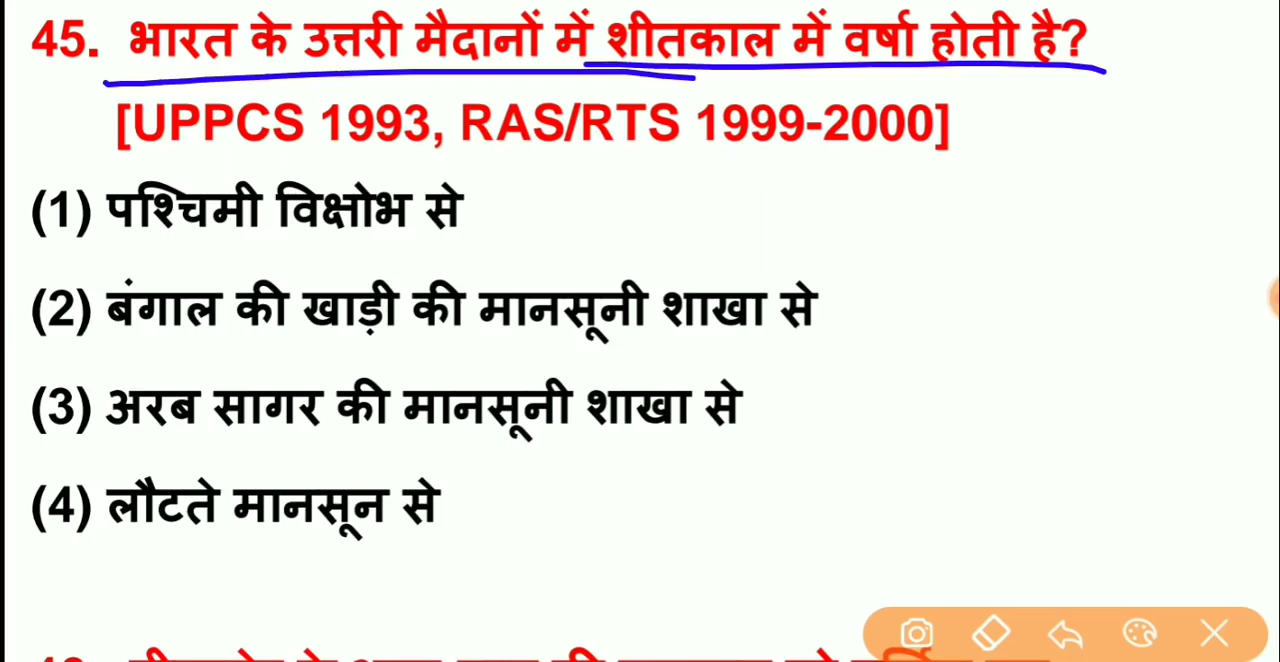 45. भारत के उत्तरी मैदानों में शीतकाल में वर्षा होती है?
[UPPCS 1993, RAS/RTS 1999-2000]
(1) पश्चिमी विक्षोभ से
(2) बंगाल की खाड़ी की मानसूनी शाखा से
(3) अरब सागर की मानसूनी शाखा से
(4) लौटते मानसून से